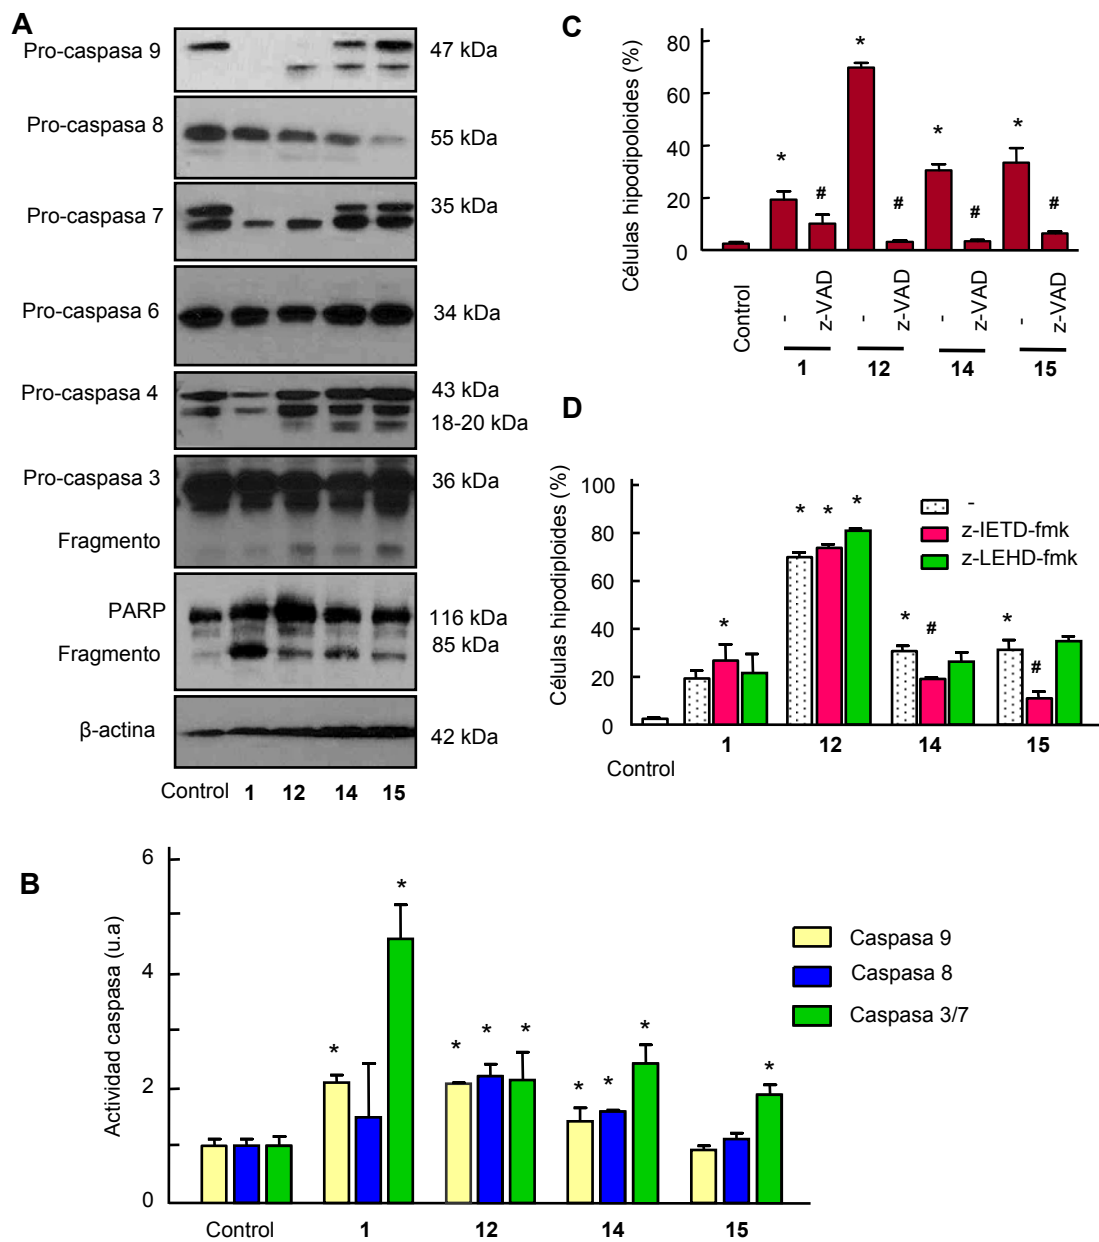 A
Pro-caspasa 9
47 kDa
Pro-caspasa 8
55 kDa
Pro-caspasa 7
35 kDa
Pro-caspasa 6
34 kDa
Pro-caspasa 4
43 kDa
18-20 kDa
Pro-caspasa 3
36 kDa
Fragmento
PARP
116 kDa
Fragmento
85 kDa
β-actina
42 kDa
Control 1 12 14 15
C
Células hipodipoloides (%)
80
60
40
20
0
* # * # * # * #
Control - z-VAD - z-VAD - z-VAD - z-VAD
1 12 14 15
D
Células hipodiploides (%)
100
80
60
40
20
0
* * * * * # * #
-
z-IETD-fmk
z-LEHD-fmk
1 12 14 15
Control
B
Actividad caspasa (u.a)
6
4
2
1
0
* * * * * * * * *
Caspasa 9
Caspasa 8
Caspasa 3/7
Control 1 12 14 15